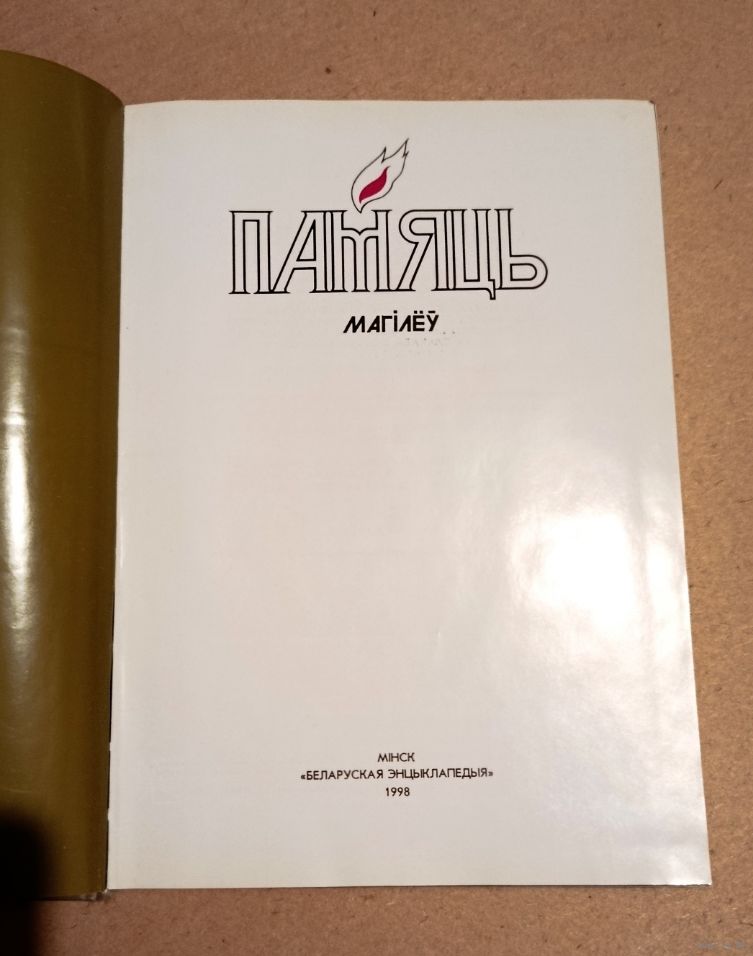 ПАМЯЦЬ
МАГІЛЁЎ
МІНСК
«БЕЛАРУСКАЯ ЭНЦЫКЛАПЕДЫЯ»
1998